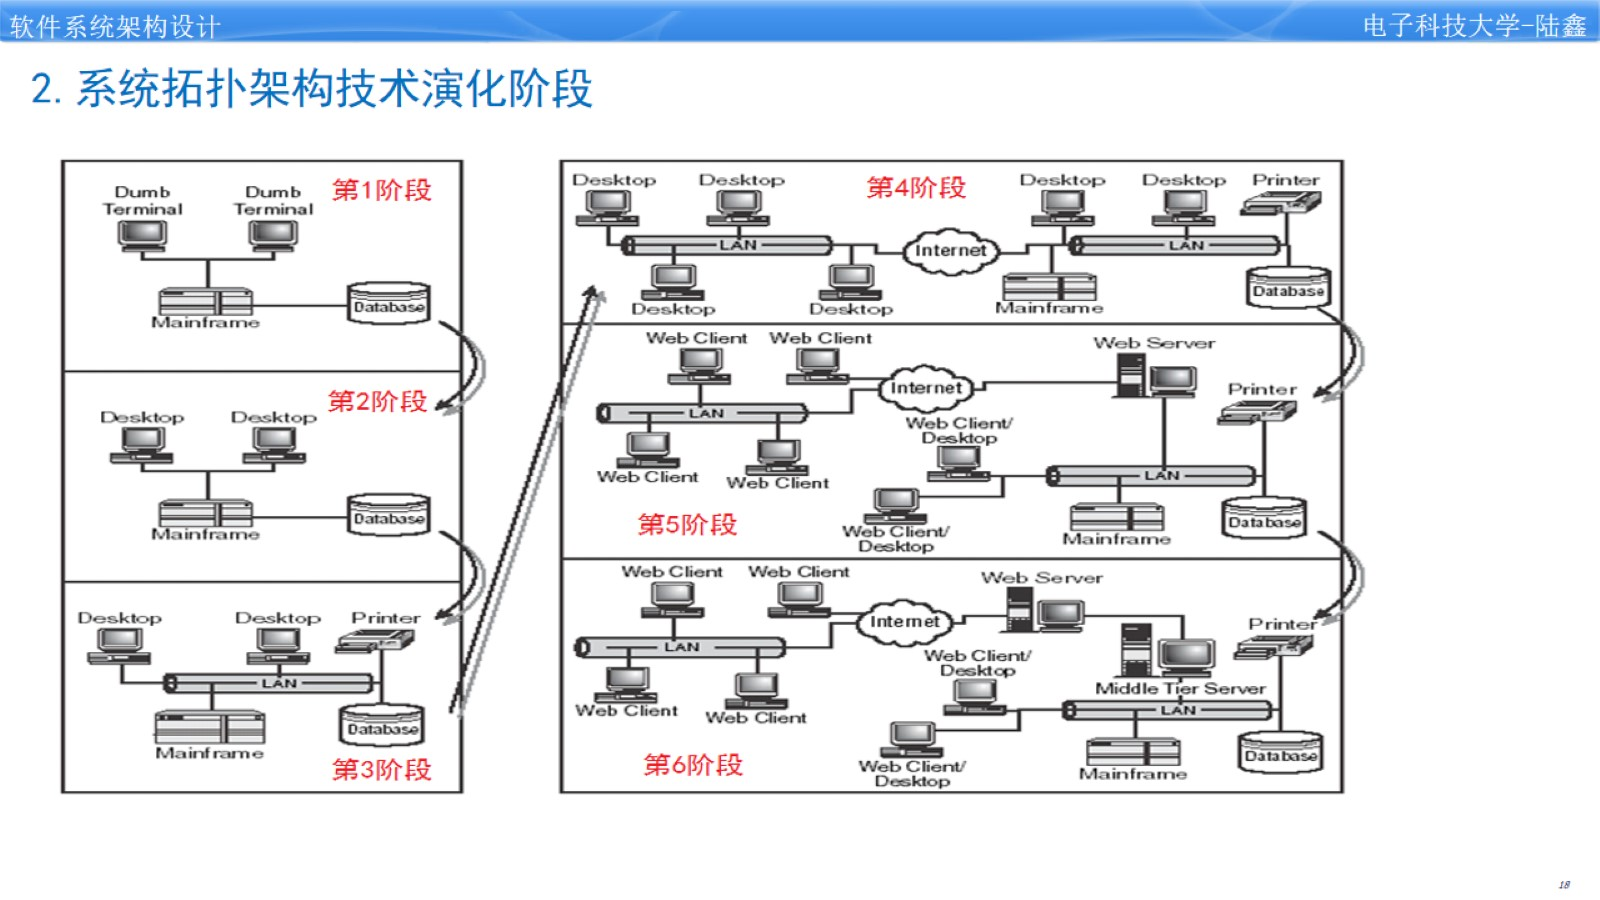 软件系统架构设计
电子科技大学-陆鑫
2. 系统拓扑架构技术演化阶段
Dumb
Terminal
Dumb
Terminal
第1阶段
Mainframe
Database
Desktop
Desktop
第2阶段
Mainframe
Database
Desktop
Desktop
Printer
LAN
Mainframe
Database
第3阶段
Desktop
Desktop
第4阶段
Desktop
Desktop
Printer
LAN
Internet
LAN
Desktop
Desktop
Mainframe
Database
Web Client
Web Client
Web Server
Internet
Printer
LAN
Web Client/
Desktop
Web Client
Web Client
LAN
第5阶段
Web Client/
Desktop
Mainframe
Database
Web Client
Web Client
Web Server
Internet
Printer
LAN
Web Client/
Desktop
Middle Tier Server
Web Client
Web Client
LAN
第6阶段
Web Client/
Desktop
Mainframe
Database
18